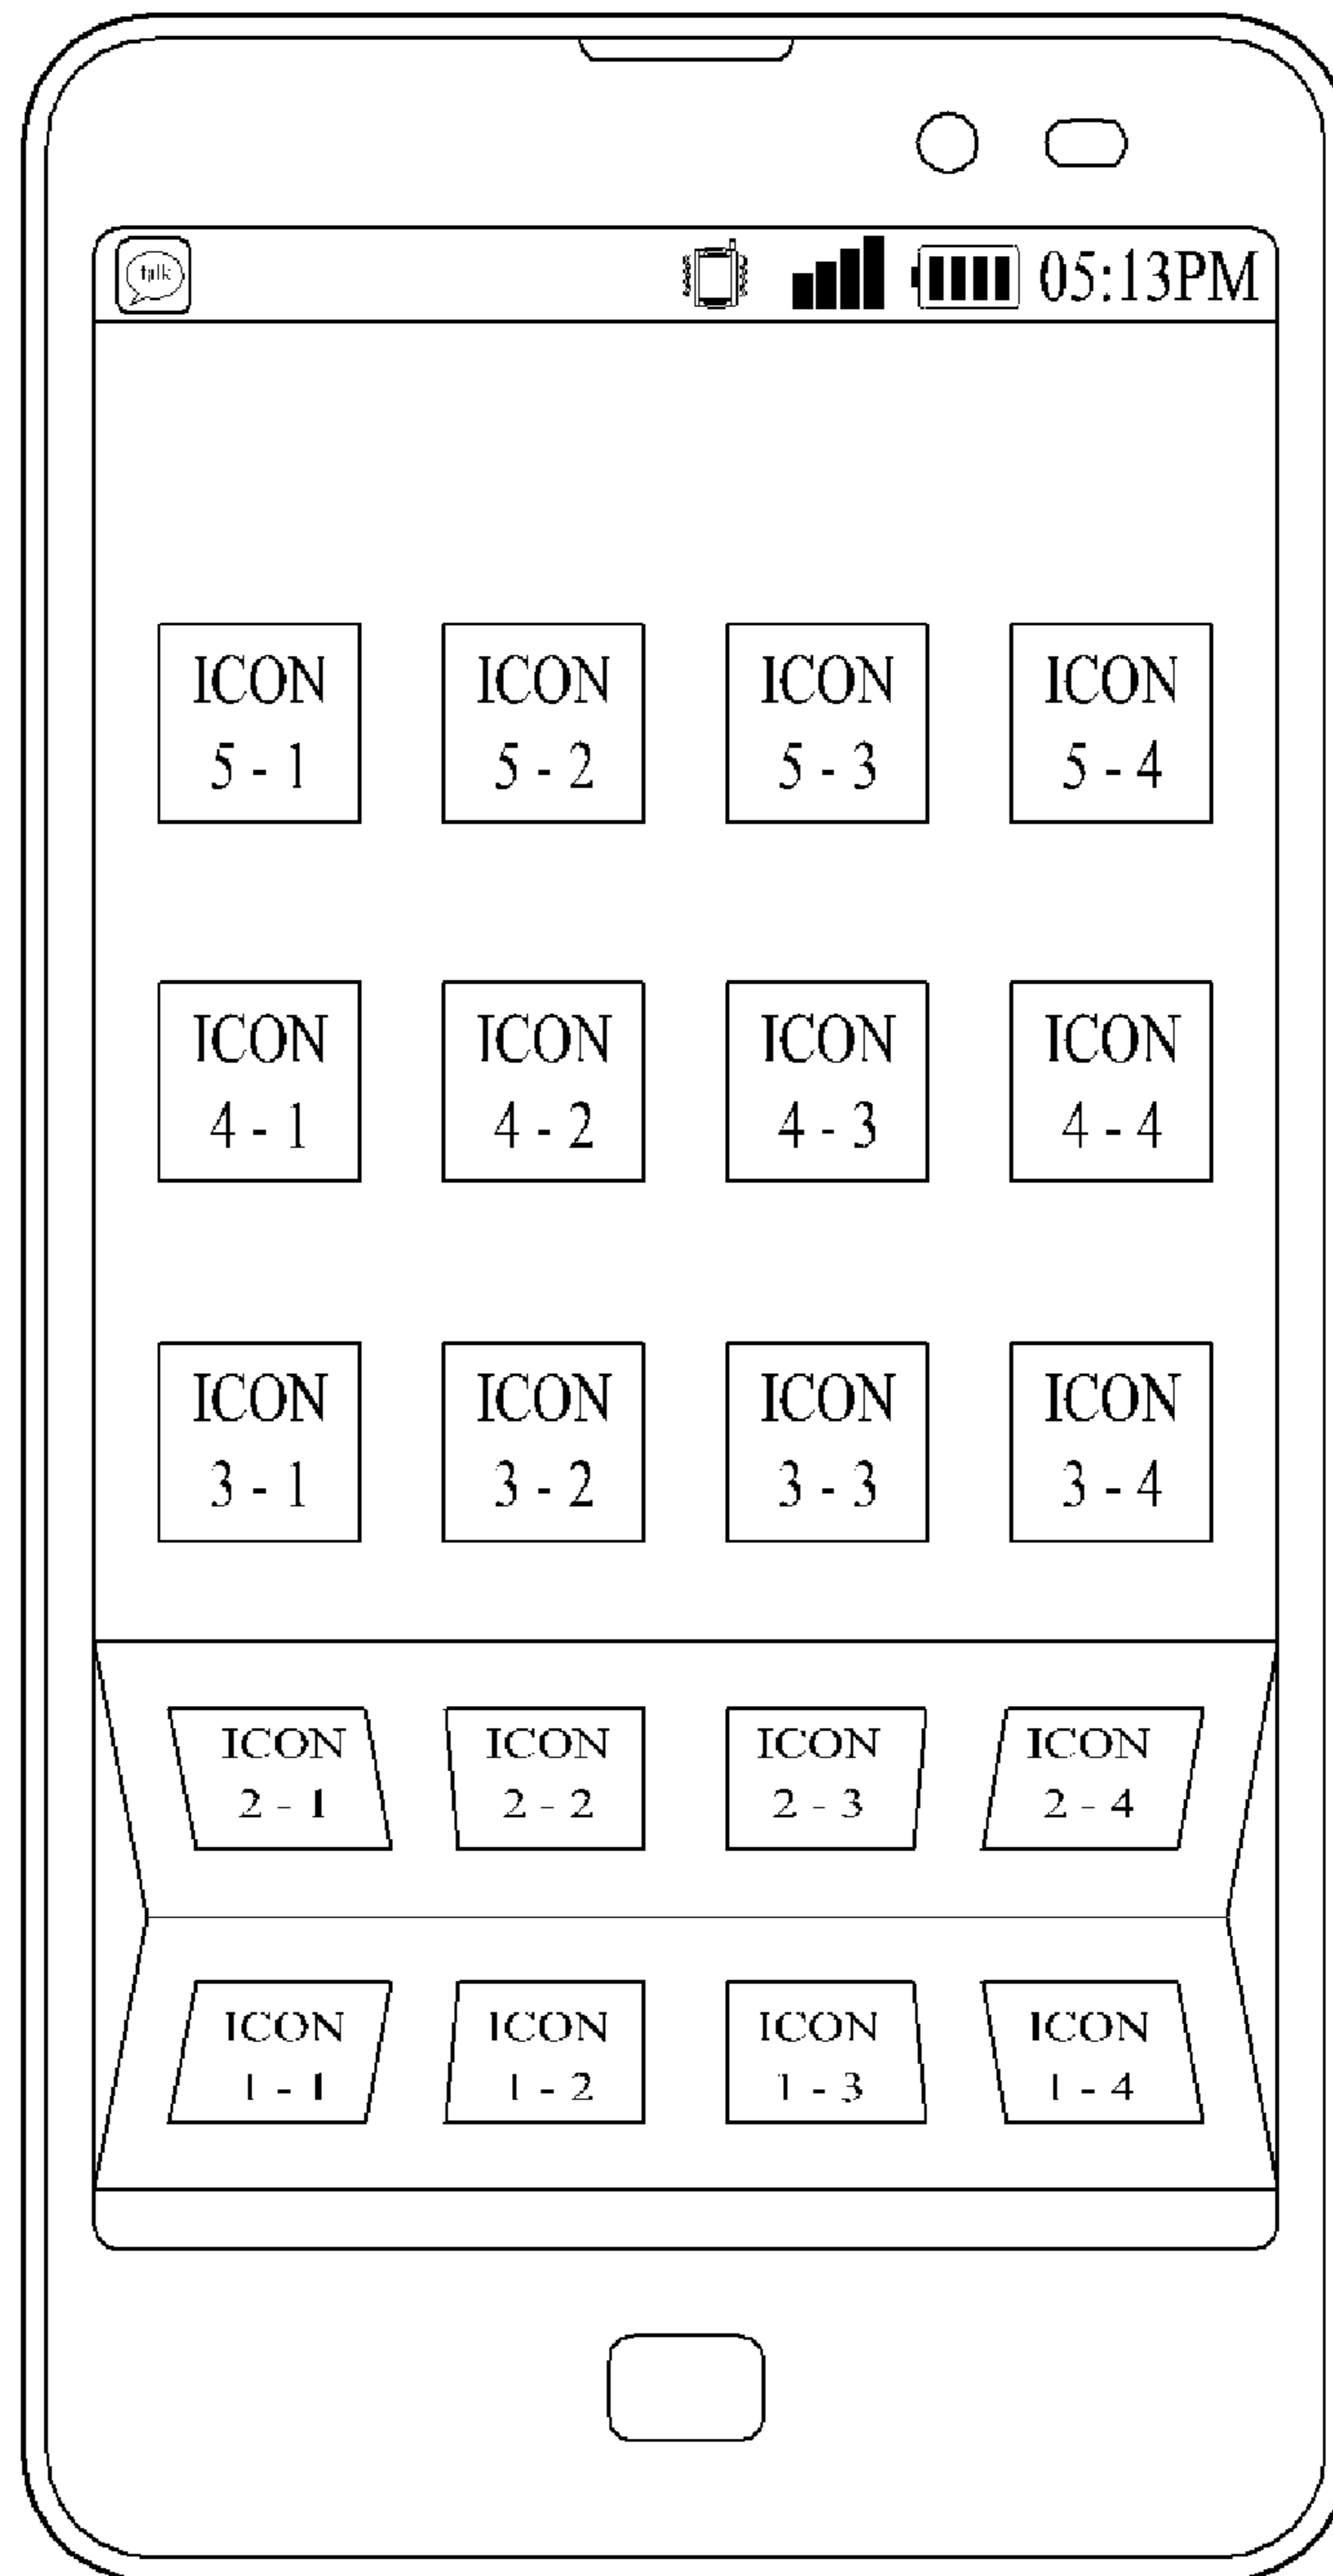 talk
05:13PM
ICON ICON ICON ICON
5 - 1 5 - 2 5 - 3 5 - 4
ICON ICON ICON ICON
4 - 1 4 - 2 4 - 3 4 - 4
ICON ICON ICON ICON
3 - 1 3 - 2 3 - 3 3 - 4
ICON ICON ICON ICON
2 - 1 2 - 2 2 - 3 2 - 4
ICON ICON ICON ICON
1 - 1 1 - 2 1 - 3 1 - 4